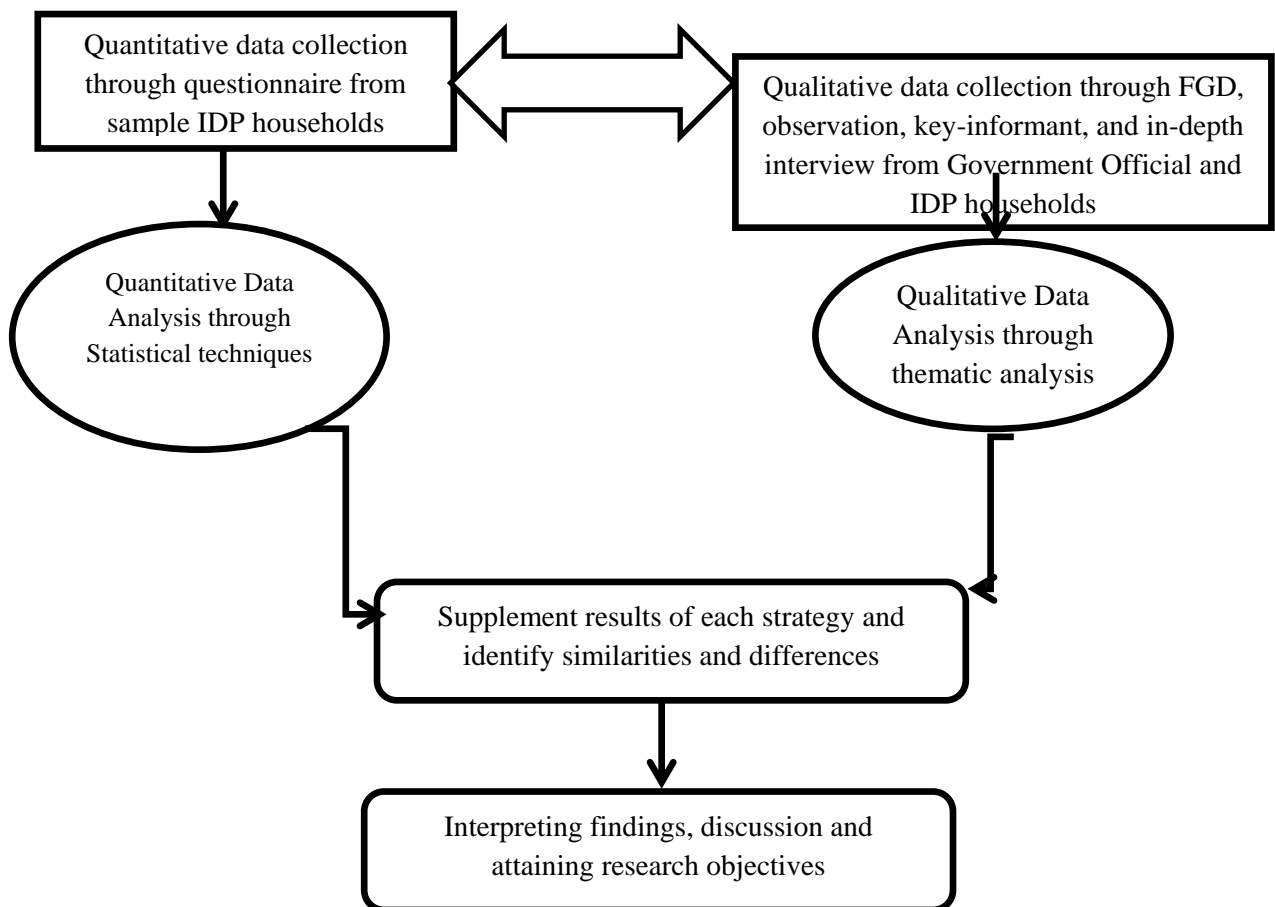 Quantitative data collection
through questionnaire from
sample IDP households
Qualitative data collection through FGD,
observation, key-informant, and in-depth
interview from Government Official and
IDP households
Quantitative Data
Analysis through
Statistical techniques
Qualitative Data
Analysis through
thematic analysis
Supplement results of each strategy and
identify similarities and differences
Interpreting findings, discussion and
attaining research objectives